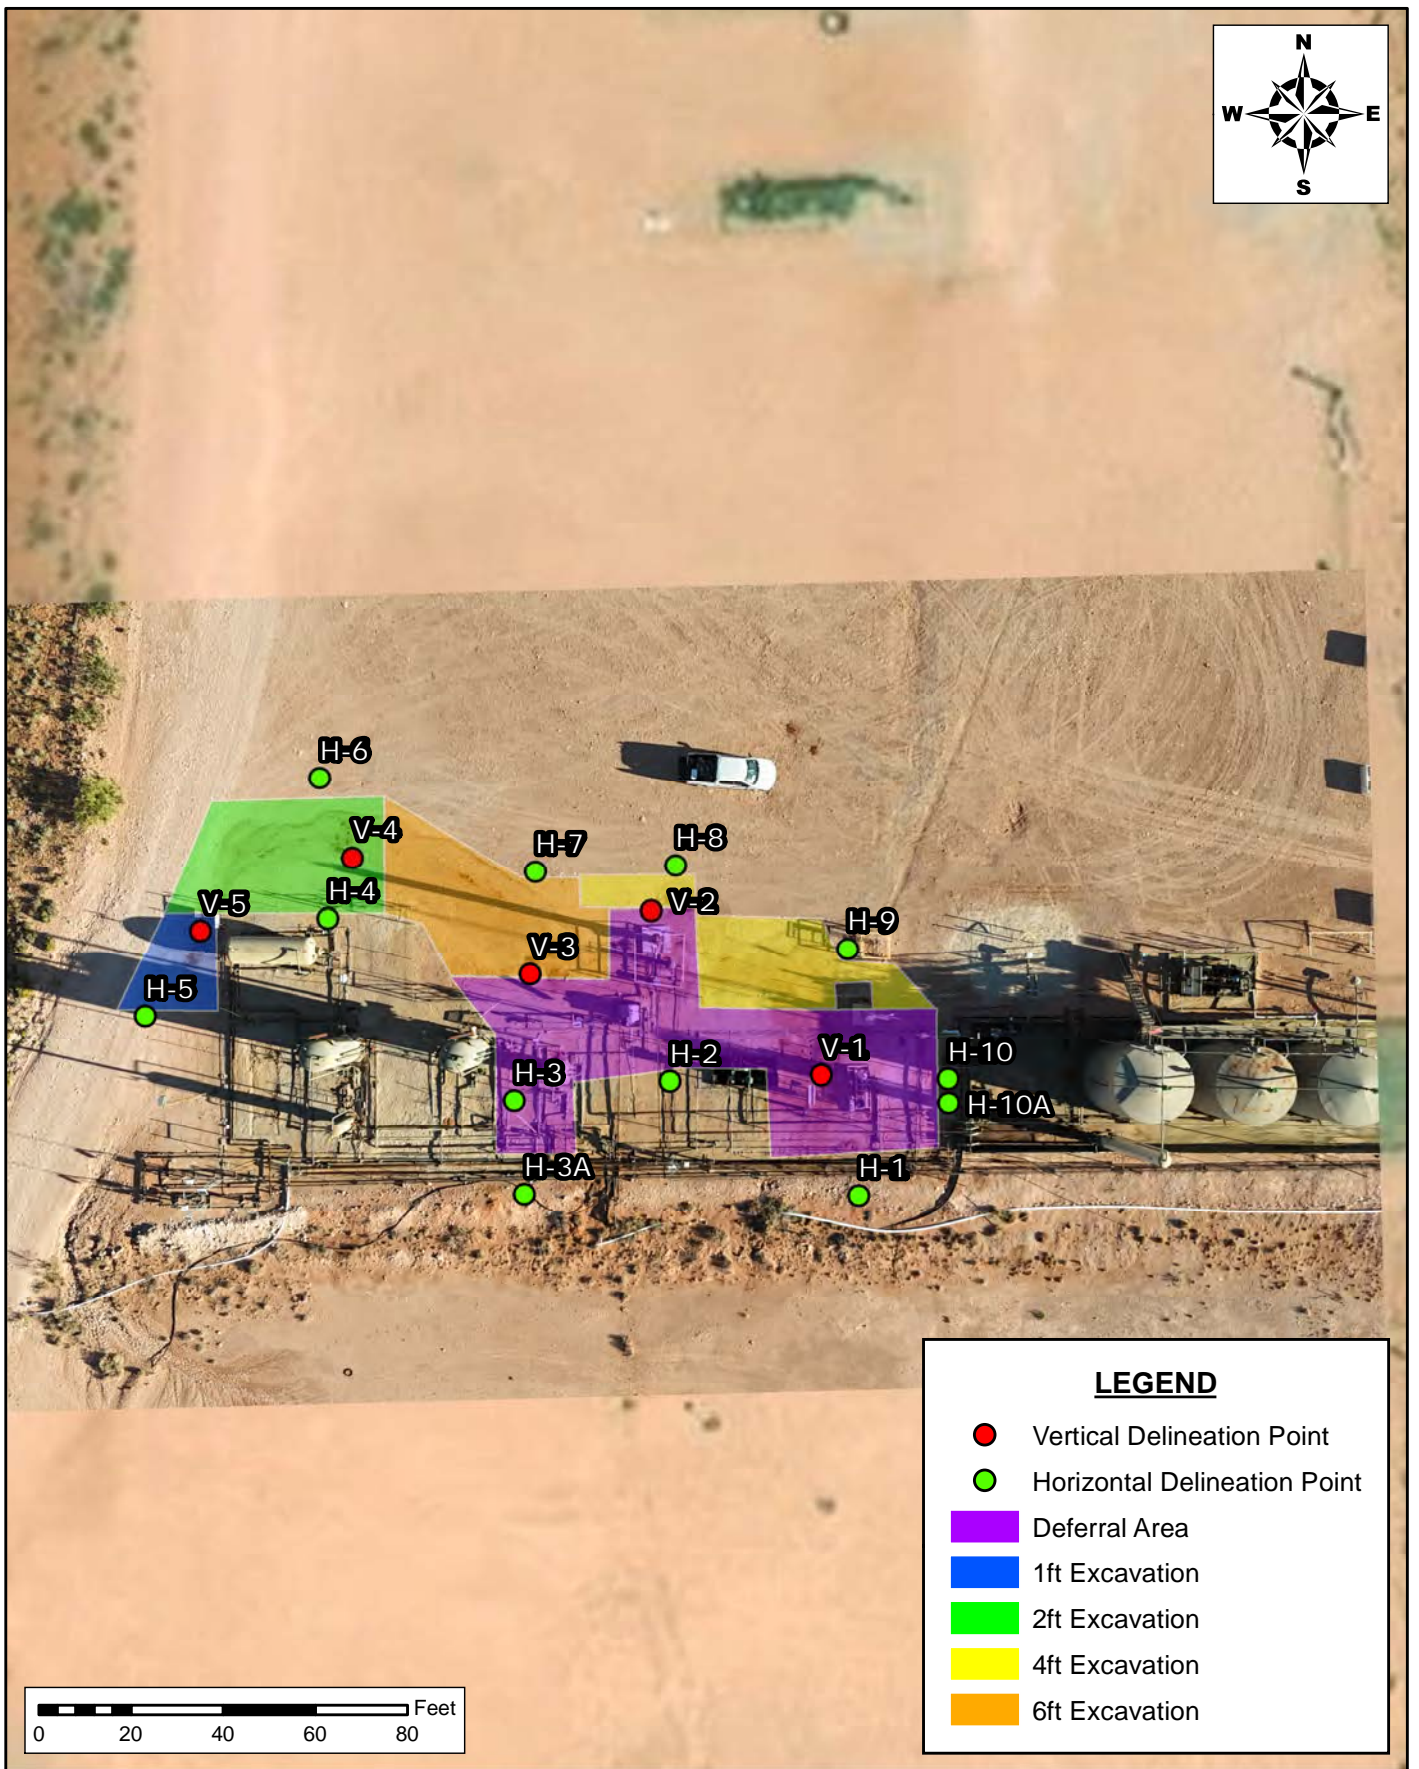 N
W E
S
H-6
V-4
H-7
H-8
H-4
V-5
V-2
H-9
V-3
H-5
V-1
H-2
H-10
H-3
H-10A
H-3A
H-1
LEGEND
Vertical Delineation Point
Horizontal Delineation Point
Deferral Area
1ft Excavation
2ft Excavation
4ft Excavation
6ft Excavation
Feet
0 20 40 60 80